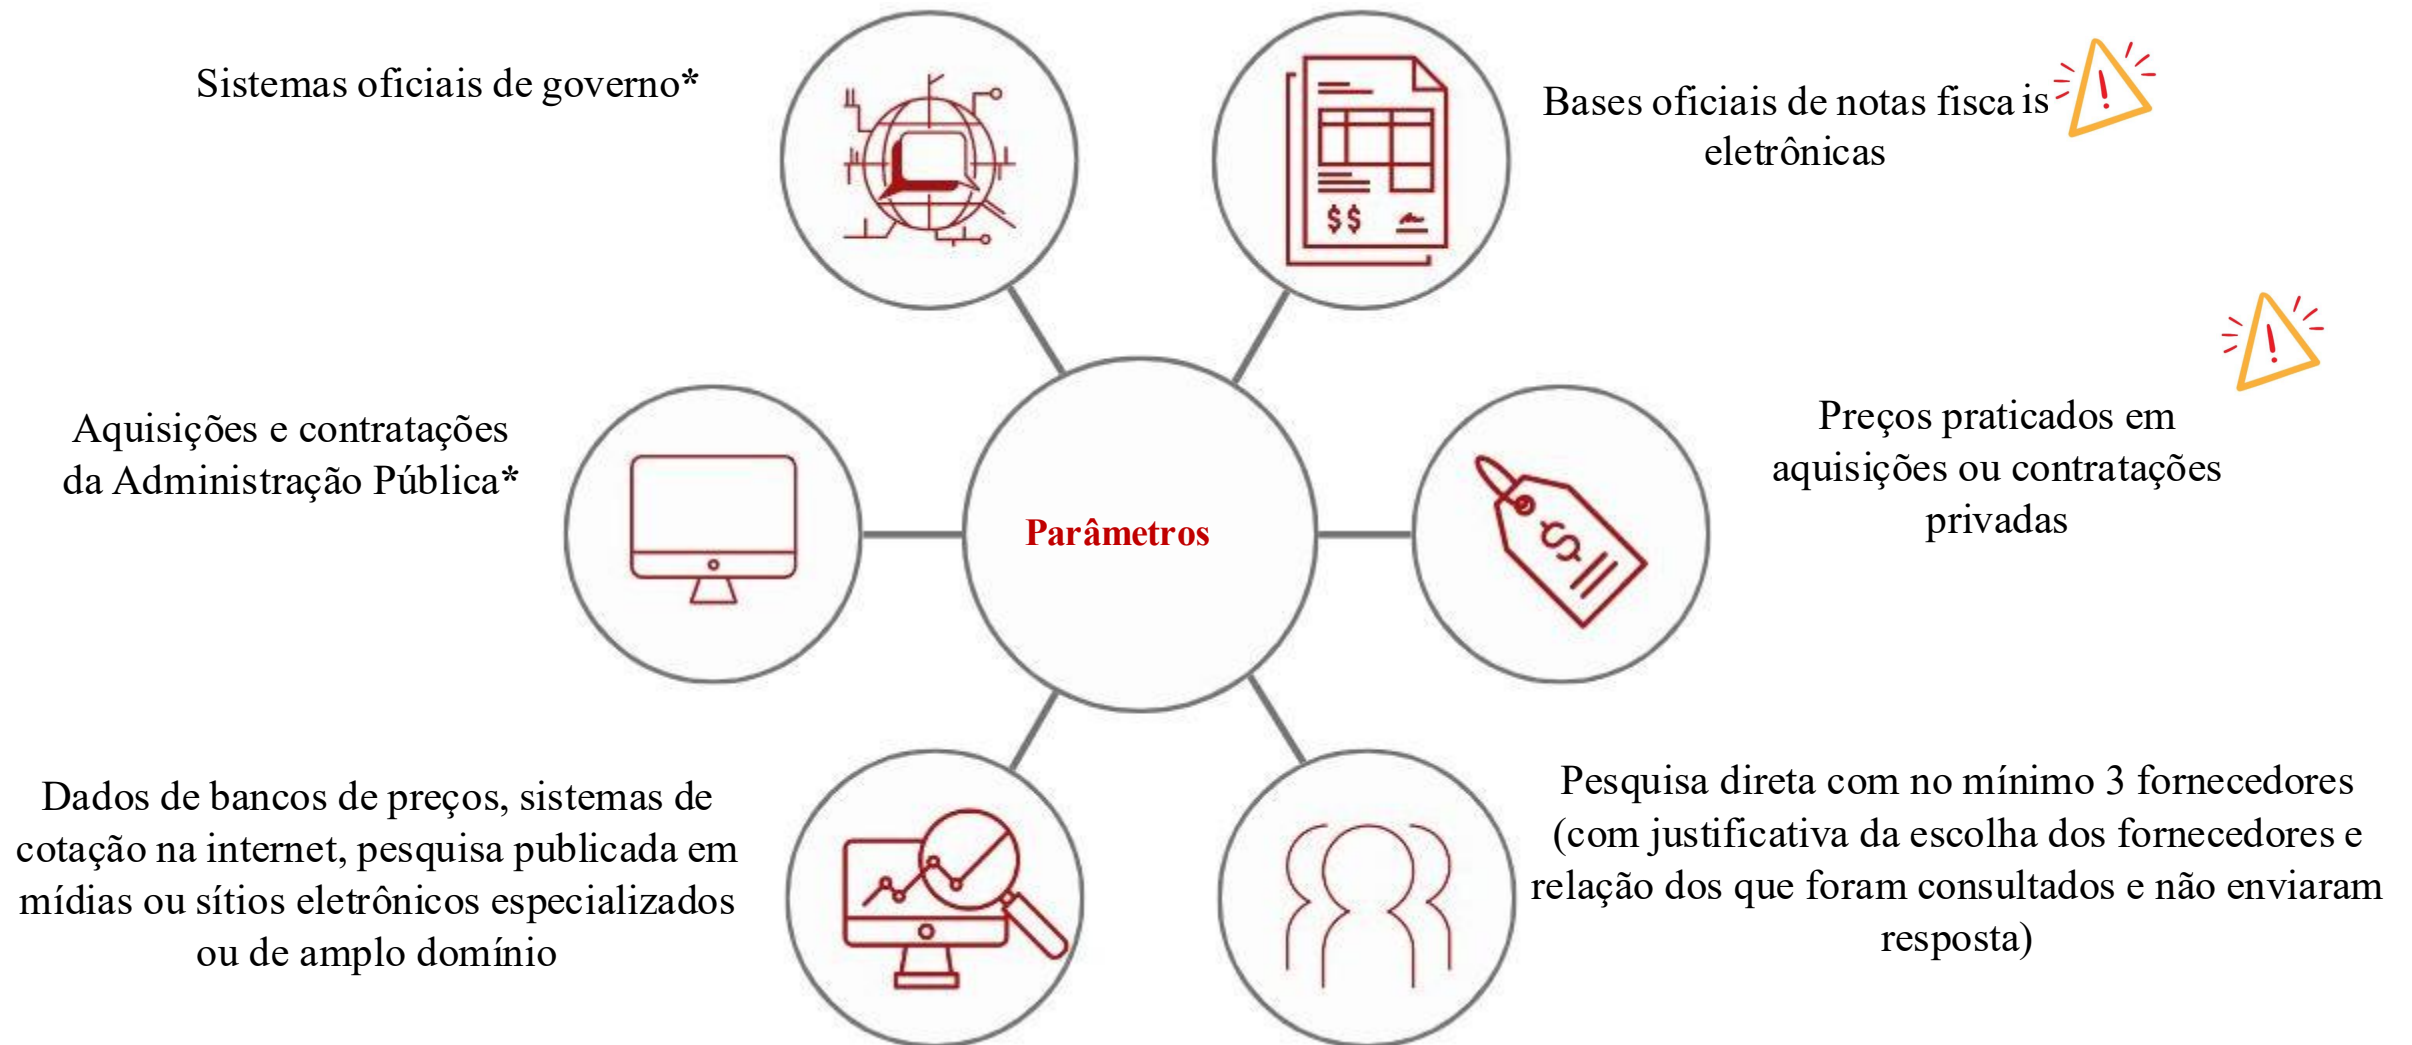 Sistemas oficiais de governo*
Bases oficiais de notas fiscais
eletrônicas
Aquisições e contratações
da Administração Pública*
Parâmetros
Preços praticados em
aquisições ou contratações
privadas
Dados de bancos de preços, sistemas de
cotação na internet, pesquisa publicada em
mídias ou sítios eletrônicos especializados
ou de amplo domínio
Pesquisa direta com no mínimo 3 fornecedores
(com justificativa da escolha dos fornecedores e
relação dos que foram consultados e não enviaram
resposta)
$$